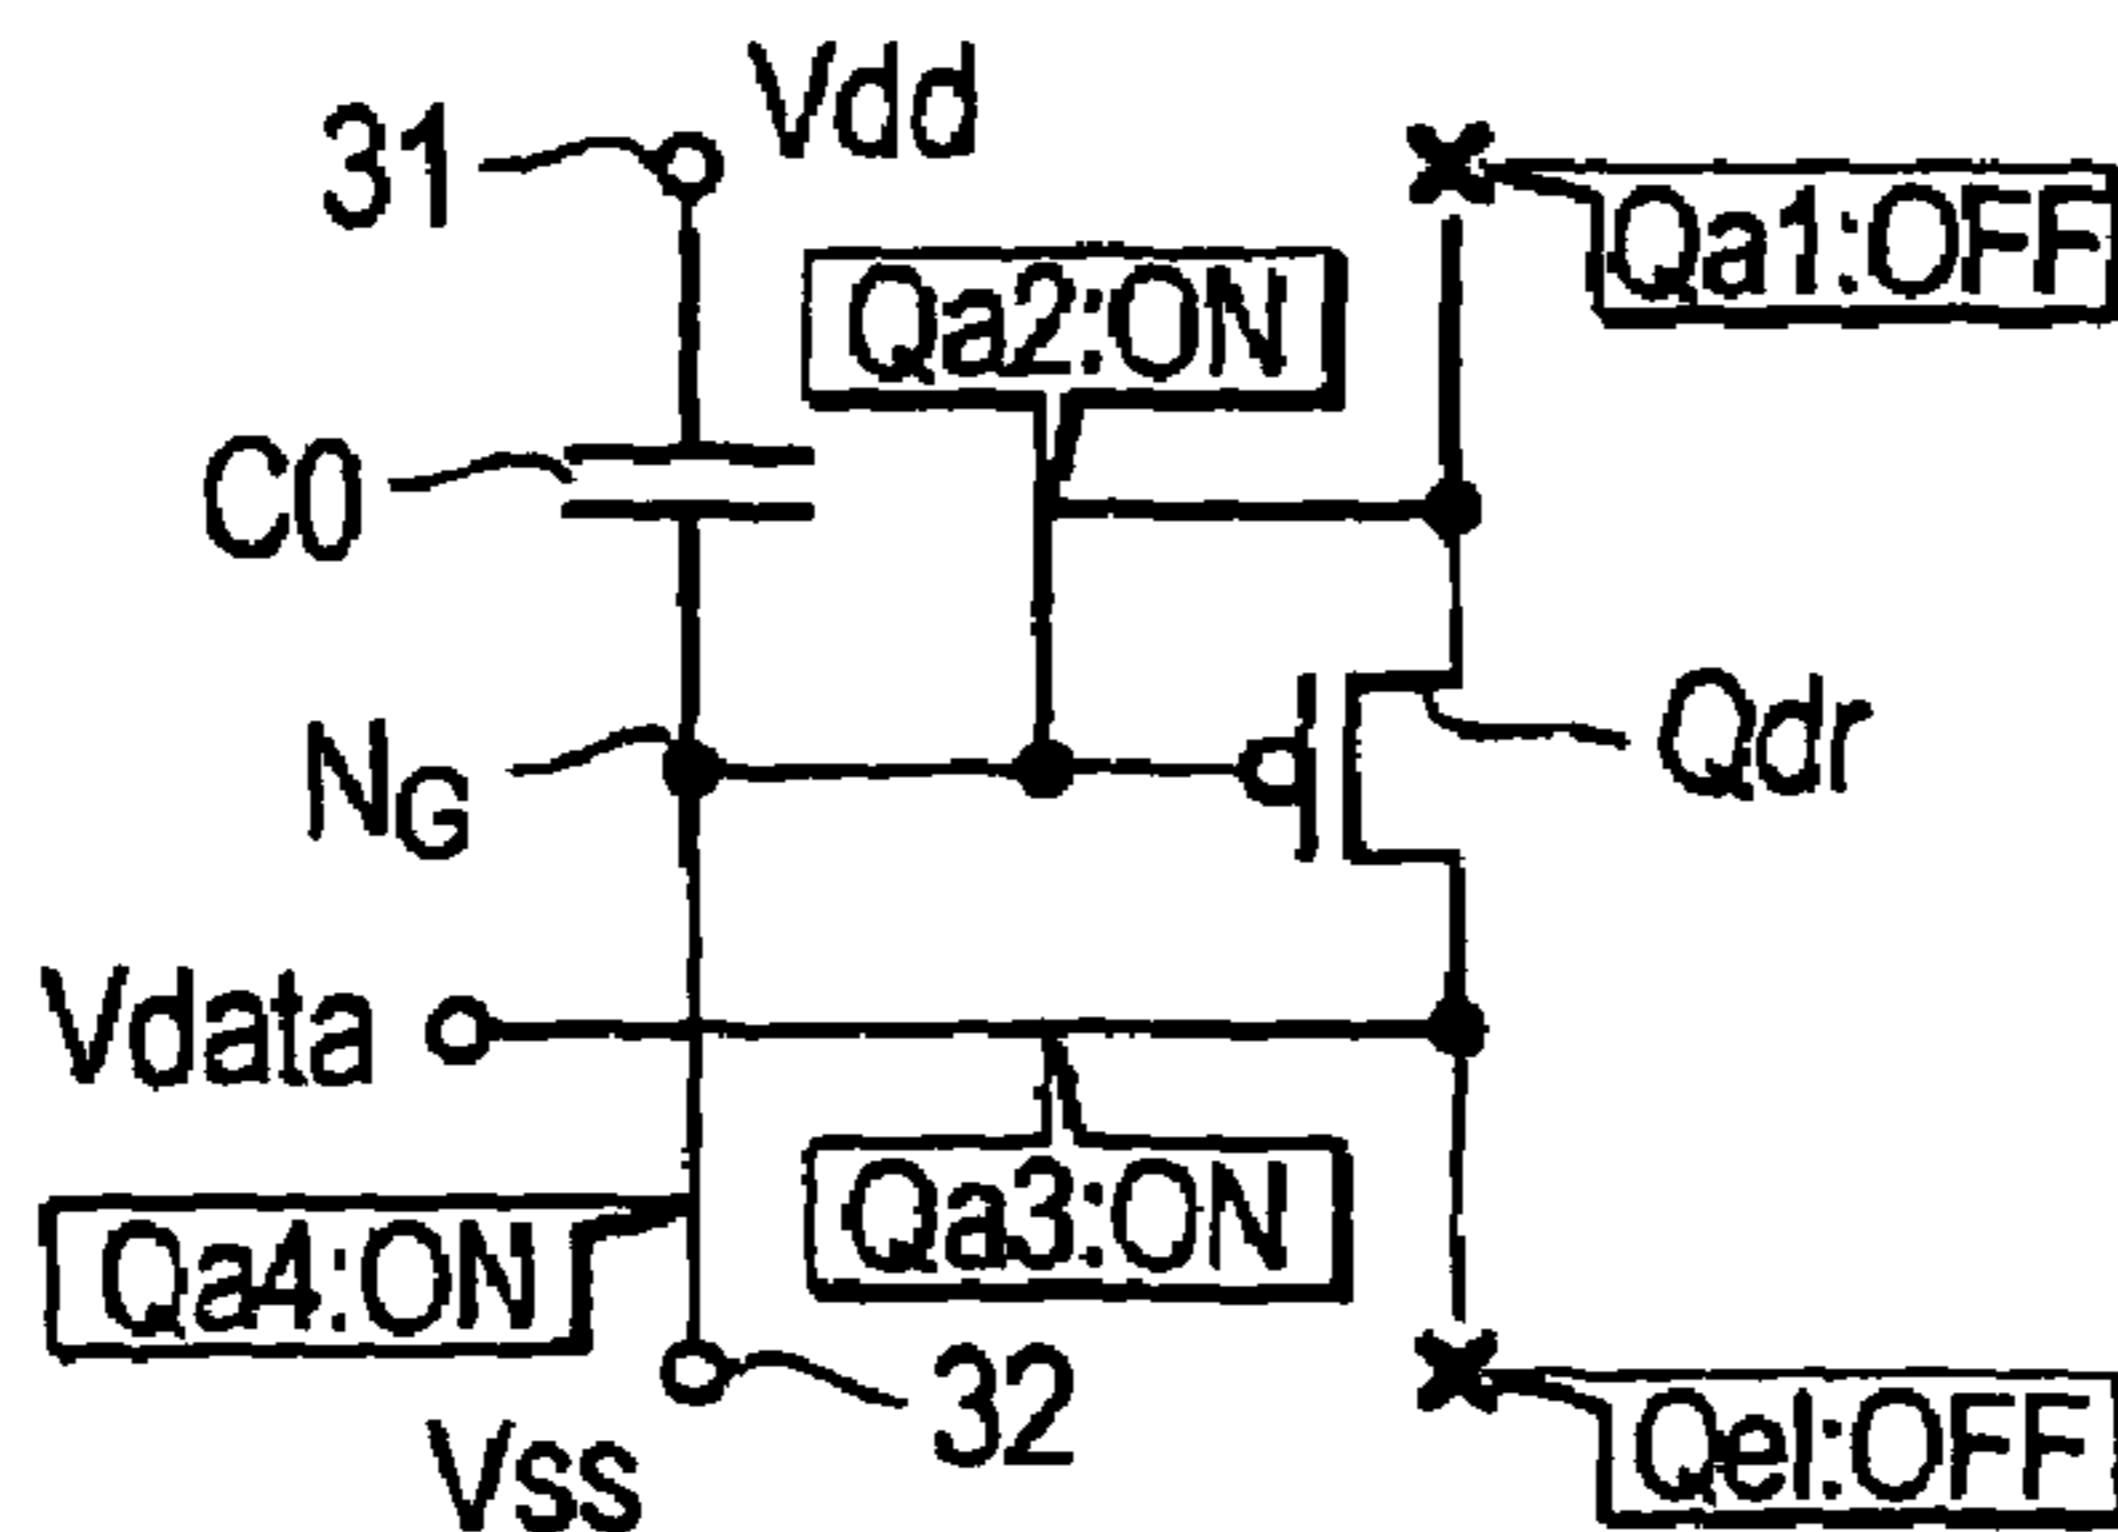 Vdd
31
Qa1:OFF
Qa2:ON
C0
Qdr
NG
Vdata
Qa3:ON
Qa4:ON
32
Vss
Qel:OFF